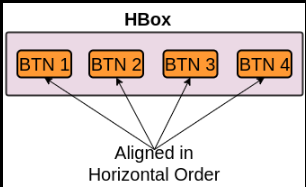 HBox
BTN 1 BTN 2 BTN 3 BTN 4
Aligned in
Horizontal Order